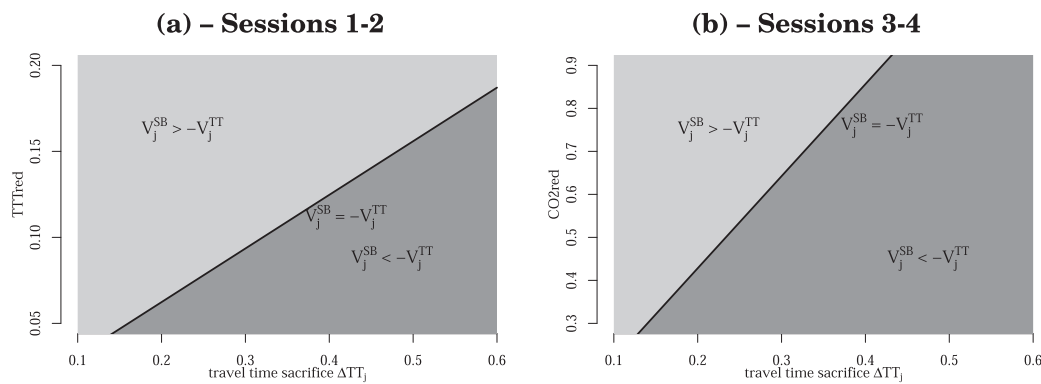 (a) – Sessions 1-2
TTTred
0.20
0.15
0.10
0.05
V_j^SB > −V_j^TT
V_j^SB = −V_j^TT
V_j^SB < −V_j^TT
0.1 0.2 0.3 0.4 0.5 0.6
travel time sacrifice ΔTT_j
(b) – Sessions 3-4
CO2red
0.9
0.8
0.7
0.6
0.5
0.4
0.3
V_j^SB > −V_j^TT
V_j^SB = −V_j^TT
V_j^SB < −V_j^TT
0.1 0.2 0.3 0.4 0.5 0.6
travel time sacrifice ΔTT_j